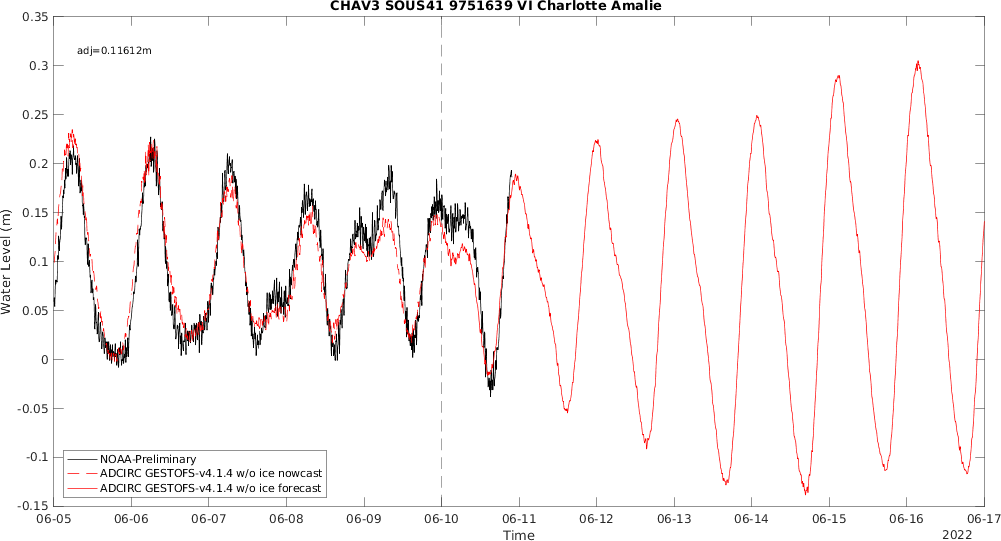 CHAV3 SOUS41 9751639 VI Charlotte Amalie
adj=0.11612m
0.35
0.3
0.25
0.2
0.15
0.1
0.05
0
-0.05
-0.1
-0.15
Water Level (m)
NOAA-Preliminary
ADCIRC GESTOFS-v4.1.4 w/o ice nowcast
ADCIRC GESTOFS-v4.1.4 w/o ice forecast
06-05 06-06 06-07 06-08 06-09 06-10 06-11 06-12 06-13 06-14 06-15 06-16 06-17
Time
2022